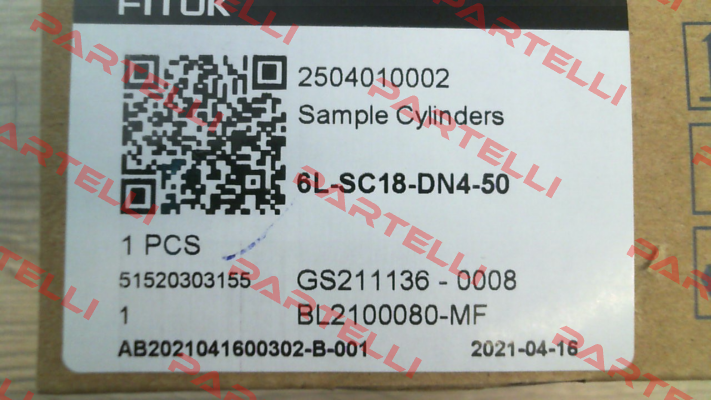 FITOK
2504010002
Sample Cylinders
6L-SC18-DN4-50
1 PCS
51520303155 GS211136 - 0008
1 BL2100080-MF
AB2021041600302-B-001 2021-04-16
PARTELLI
PARTELLI
PARTELLI
PARTELLI
PARTELLI
PARTELLI